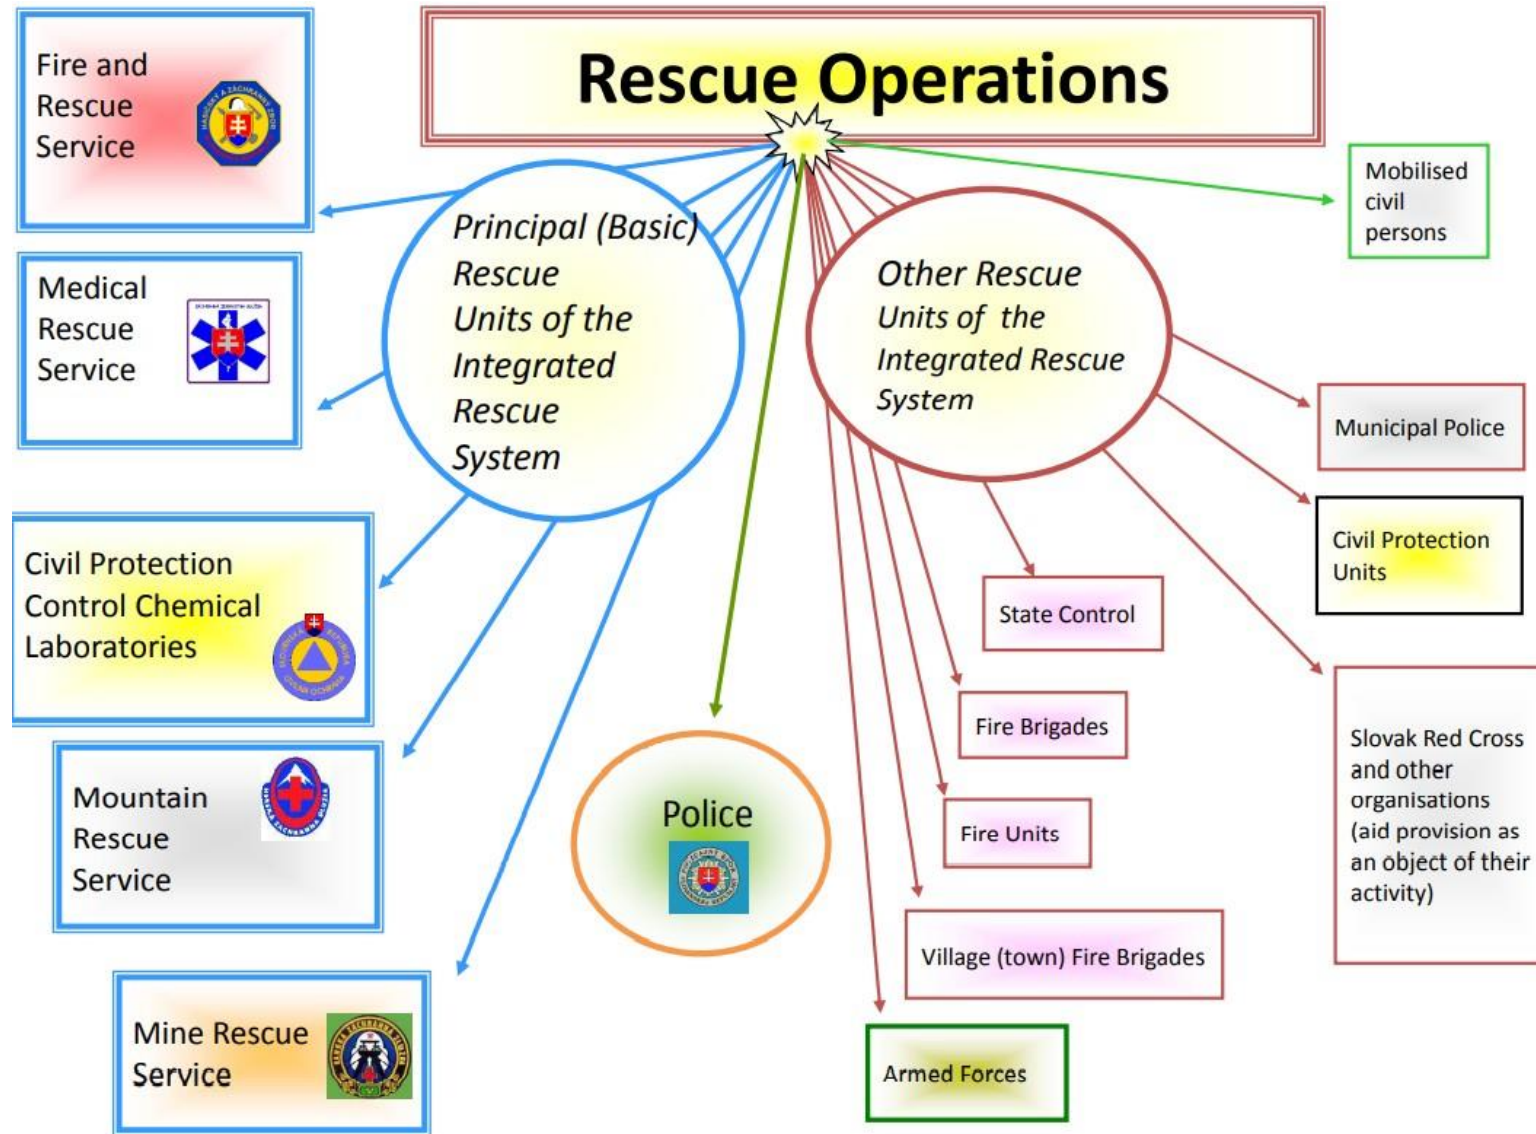 Rescue Operations
Fire and
Rescue
Service
Medical
Rescue
Service
Civil Protection
Control Chemical
Laboratories
Mountain
Rescue
Service
Mine Rescue
Service
Principal (Basic)
Rescue
Units of the
Integrated
Rescue
System
Police
Other Rescue
Units of the
Integrated Rescue
System
Mobilised
civil
persons
Municipal Police
Civil Protection
Units
Slovak Red Cross
and other
organisations
(aid provision as
an object of their
activity)
State Control
Fire Brigades
Fire Units
Village (town) Fire Brigades
Armed Forces